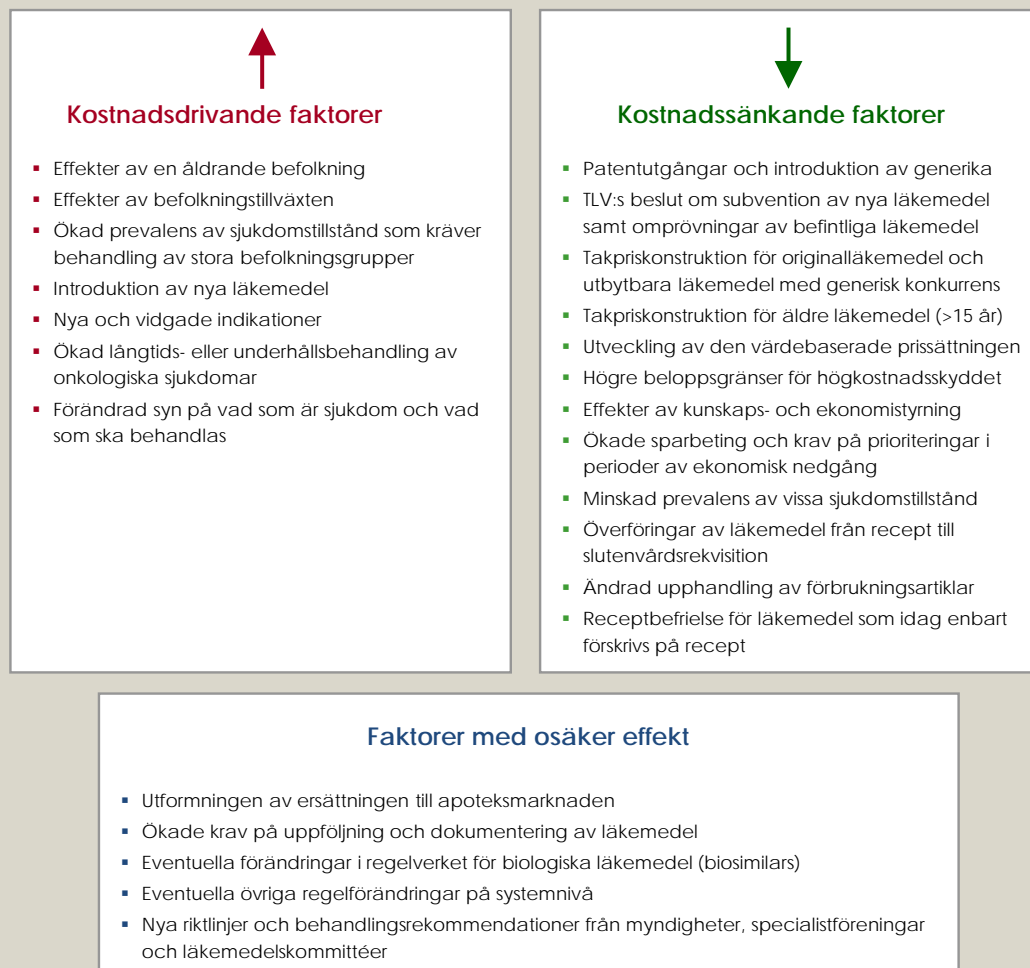 Kostnadsdrivande faktorer
▪ Effekter av en åldrande befolkning
▪ Effekter av befolkningstillväxten
▪ Ökad prevalens av sjukdomstillstånd som kräver
behandling av stora befolkningsgrupper
▪ Introduktion av nya läkemedel
▪ Nya och vidgade indikationer
▪ Ökad långtids- eller underhållsbehandling av
onkologiska sjukdomar
▪ Förändrad syn på vad som är sjukdom och vad
som ska behandlas
Kostnadssänkande faktorer
▪ Patentutgångar och introduktion av generika
▪ TLV:s beslut om subvention av nya läkemedel
samt omprövningar av befintliga läkemedel
▪ Takpriskonstruktion för originalläkemedel och
utbytbara läkemedel med generisk konkurrens
▪ Takpriskonstruktion för äldre läkemedel (>15 år)
▪ Utveckling av den värdebaserade prissättningen
▪ Högre beloppsgränser för högkostnadsskyddet
▪ Effekter av kunskaps- och ekonomistyrning
▪ Ökade sparbeting och krav på prioriteringar i
perioder av ekonomisk nedgång
▪ Minskad prevalens av vissa sjukdomstillstånd
▪ Överföringar av läkemedel från recept till
slutenvårdsrekvisition
▪ Ändrad upphandling av förbrukningsartiklar
▪ Receptbefrielse för läkemedel som idag enbart
förskrivs på recept
Faktorer med osäker effekt
▪ Utformningen av ersättningen till apoteksmarknaden
▪ Ökade krav på uppföljning och dokumentering av läkemedel
▪ Eventuella förändringar i regelverket för biologiska läkemedel (biosimilars)
▪ Eventuella övriga regelförändringar på systemnivå
▪ Nya riktlinjer och behandlingsrekommendationer från myndigheter, specialistföreningar
och läkemedelskommittéer